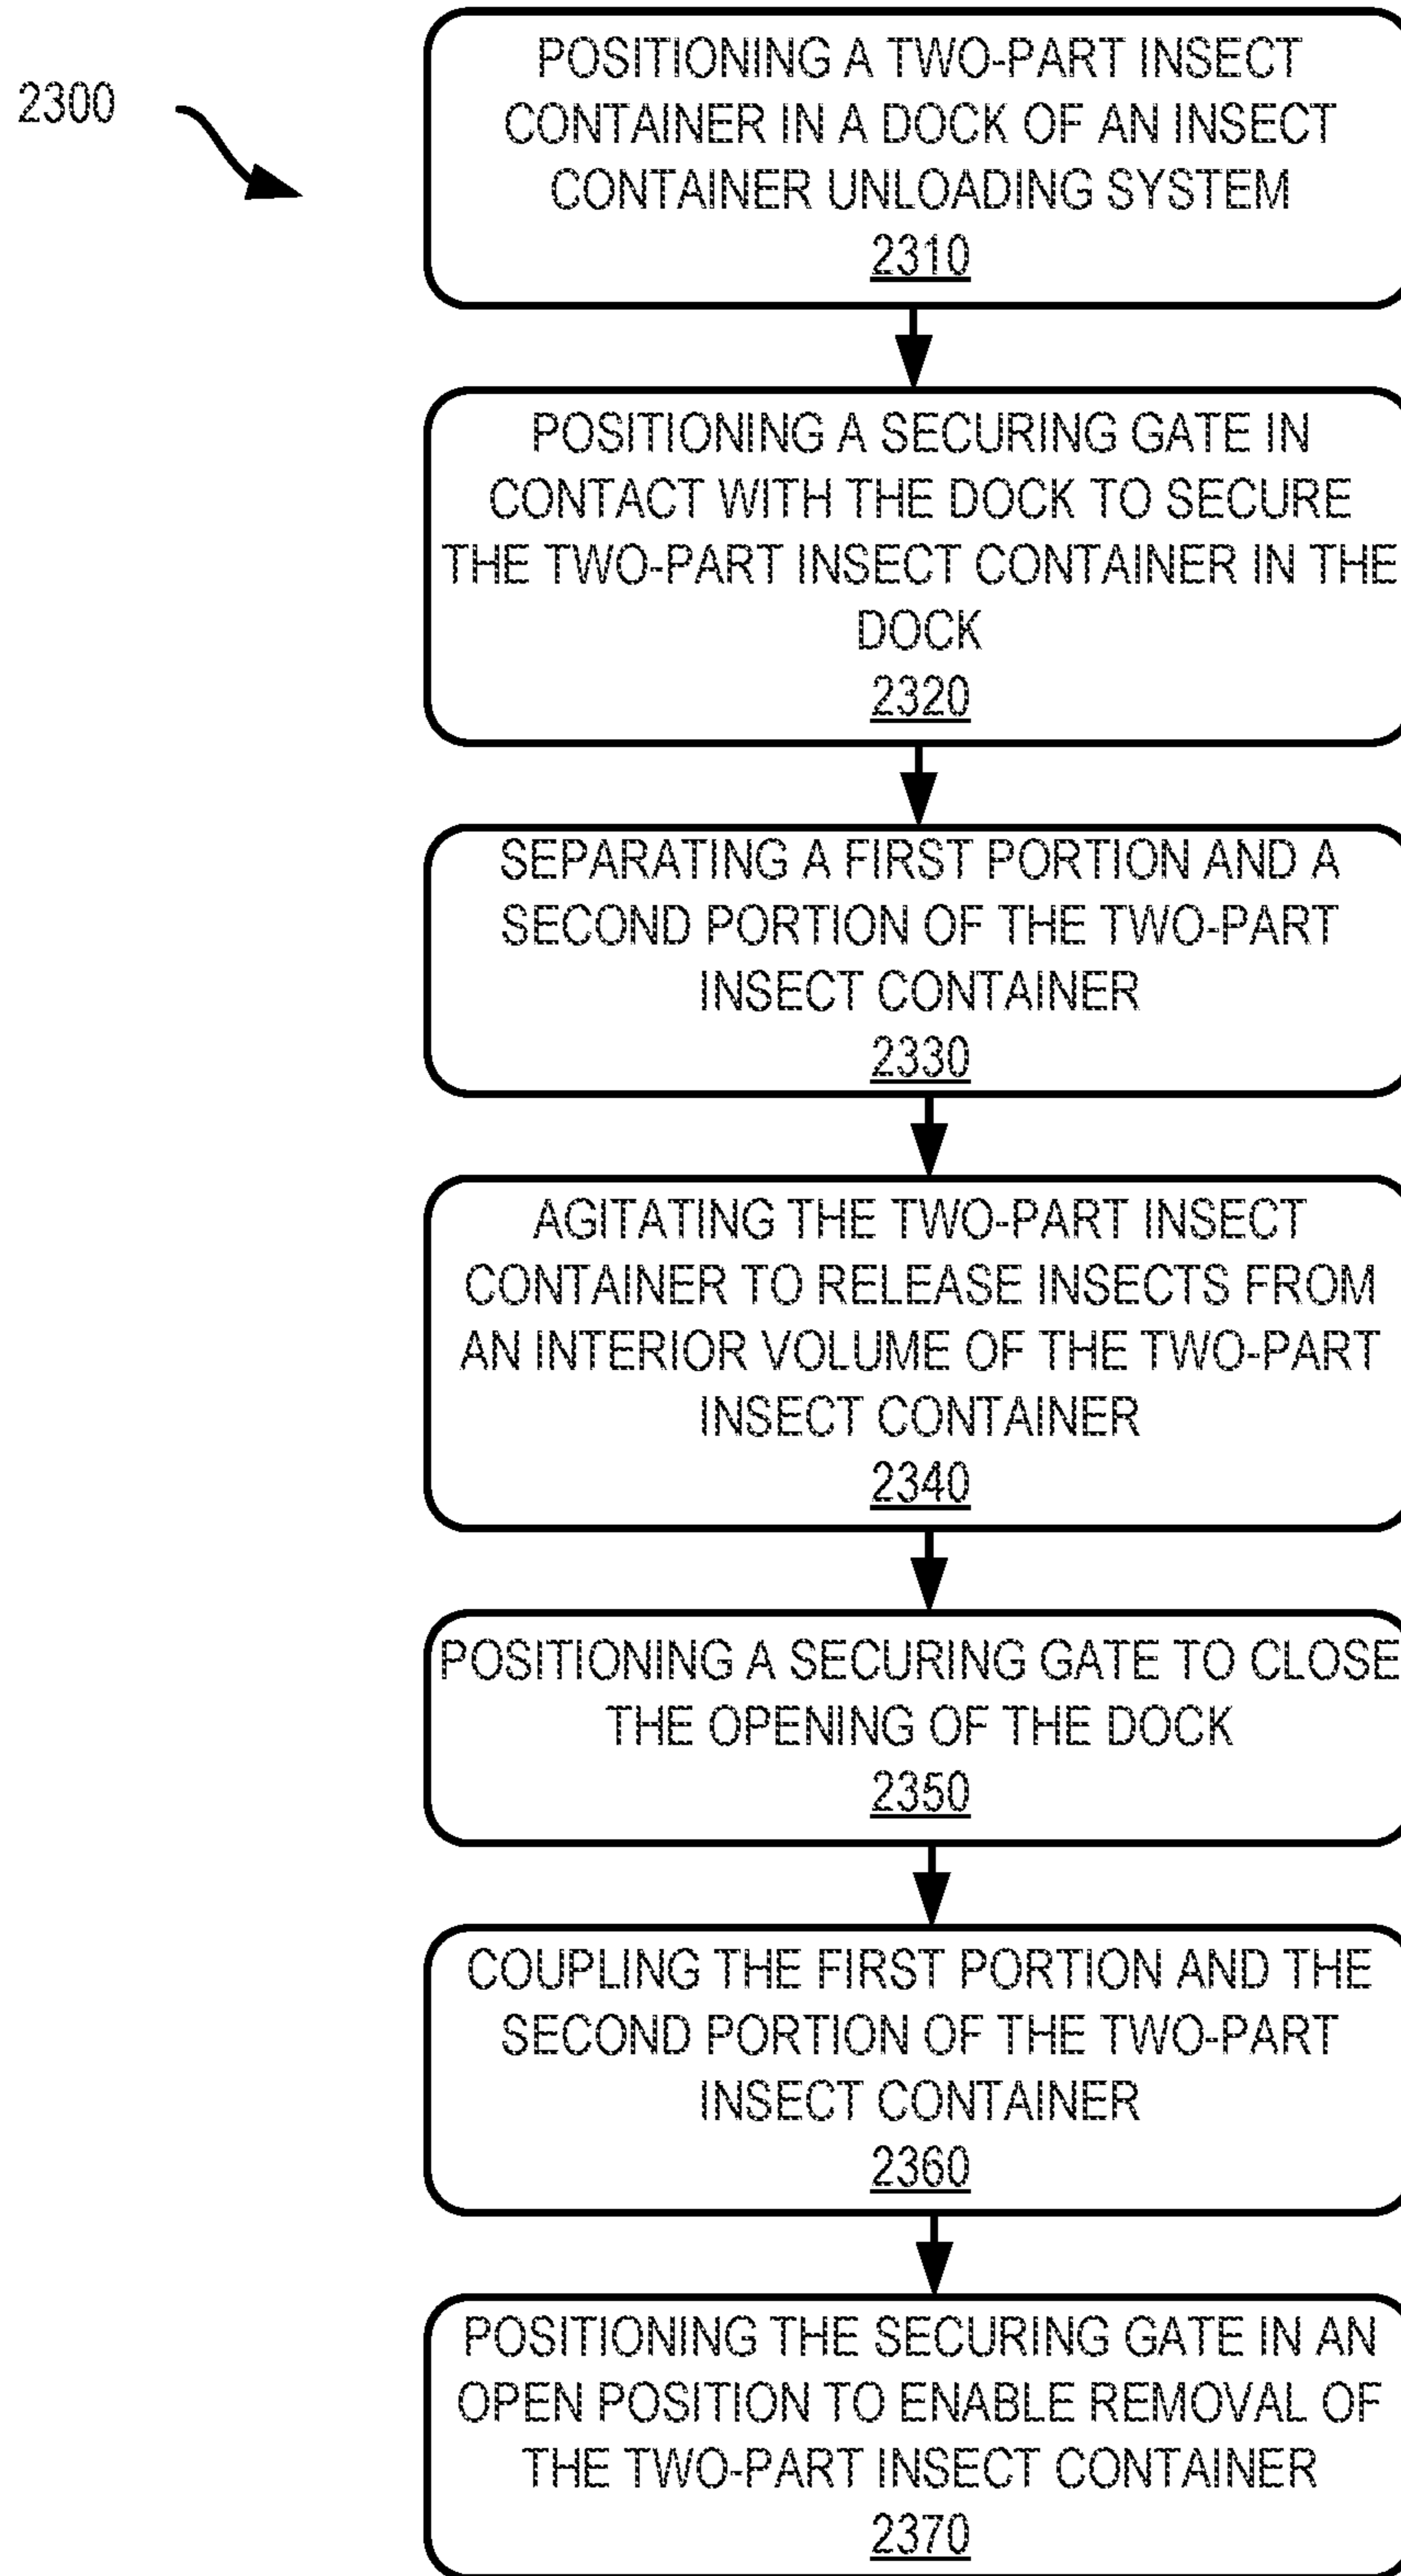 2300
POSITIONING A TWO-PART INSECT
CONTAINER IN A DOCK OF AN INSECT
CONTAINER UNLOADING SYSTEM
2310
POSITIONING A SECURING GATE IN
CONTACT WITH THE DOCK TO SECURE
THE TWO-PART INSECT CONTAINER IN THE
DOCK
2320
SEPARATING A FIRST PORTION AND A
SECOND PORTION OF THE TWO-PART
INSECT CONTAINER
2330
AGITATING THE TWO-PART INSECT
CONTAINER TO RELEASE INSECTS FROM
AN INTERIOR VOLUME OF THE TWO-PART
INSECT CONTAINER
2340
POSITIONING A SECURING GATE TO CLOSE
THE OPENING OF THE DOCK
2350
COUPLING THE FIRST PORTION AND THE
SECOND PORTION OF THE TWO-PART
INSECT CONTAINER
2360
POSITIONING THE SECURING GATE IN AN
OPEN POSITION TO ENABLE REMOVAL OF
THE TWO-PART INSECT CONTAINER
2370